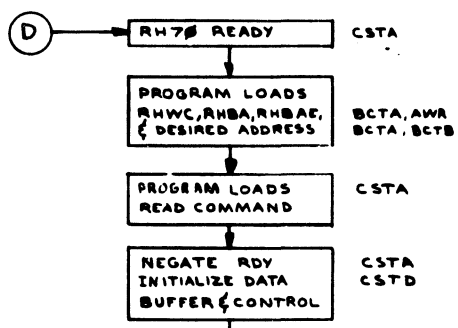 D
RH7Ø READY CSTA
PROGRAM LOADS
RHWC, RHBA, RHBAE, BCTA, AWR
& DESIRED ADDRESS BCTA, BCTB
PROGRAM LOADS CSTA
READ COMMAND
NEGATE RDY CSTA
INITIALIZE DATA CSTD
BUFFER & CONTROL